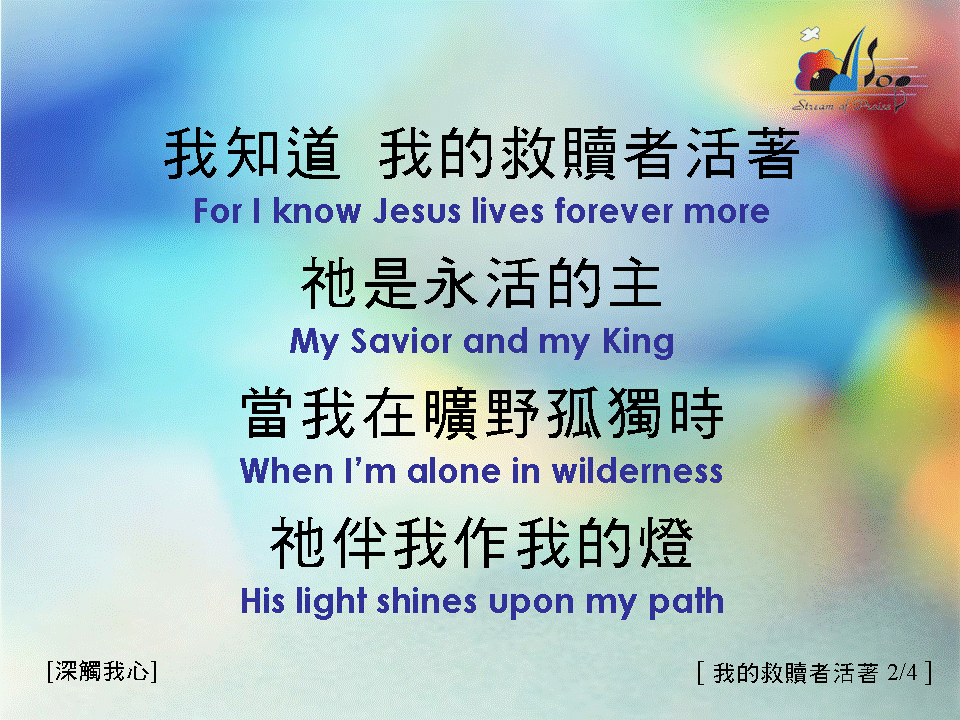 Stream of Praise
我知道 我的救贖者活著
For I know Jesus lives forever more
祂是永活的主
My Savior and my King
當我在曠野孤獨時
When I'm alone in wilderness
祂伴我作我的燈
His light shines upon my path
[深觸我心]
[ 我的救贖者活著 2/4 ]